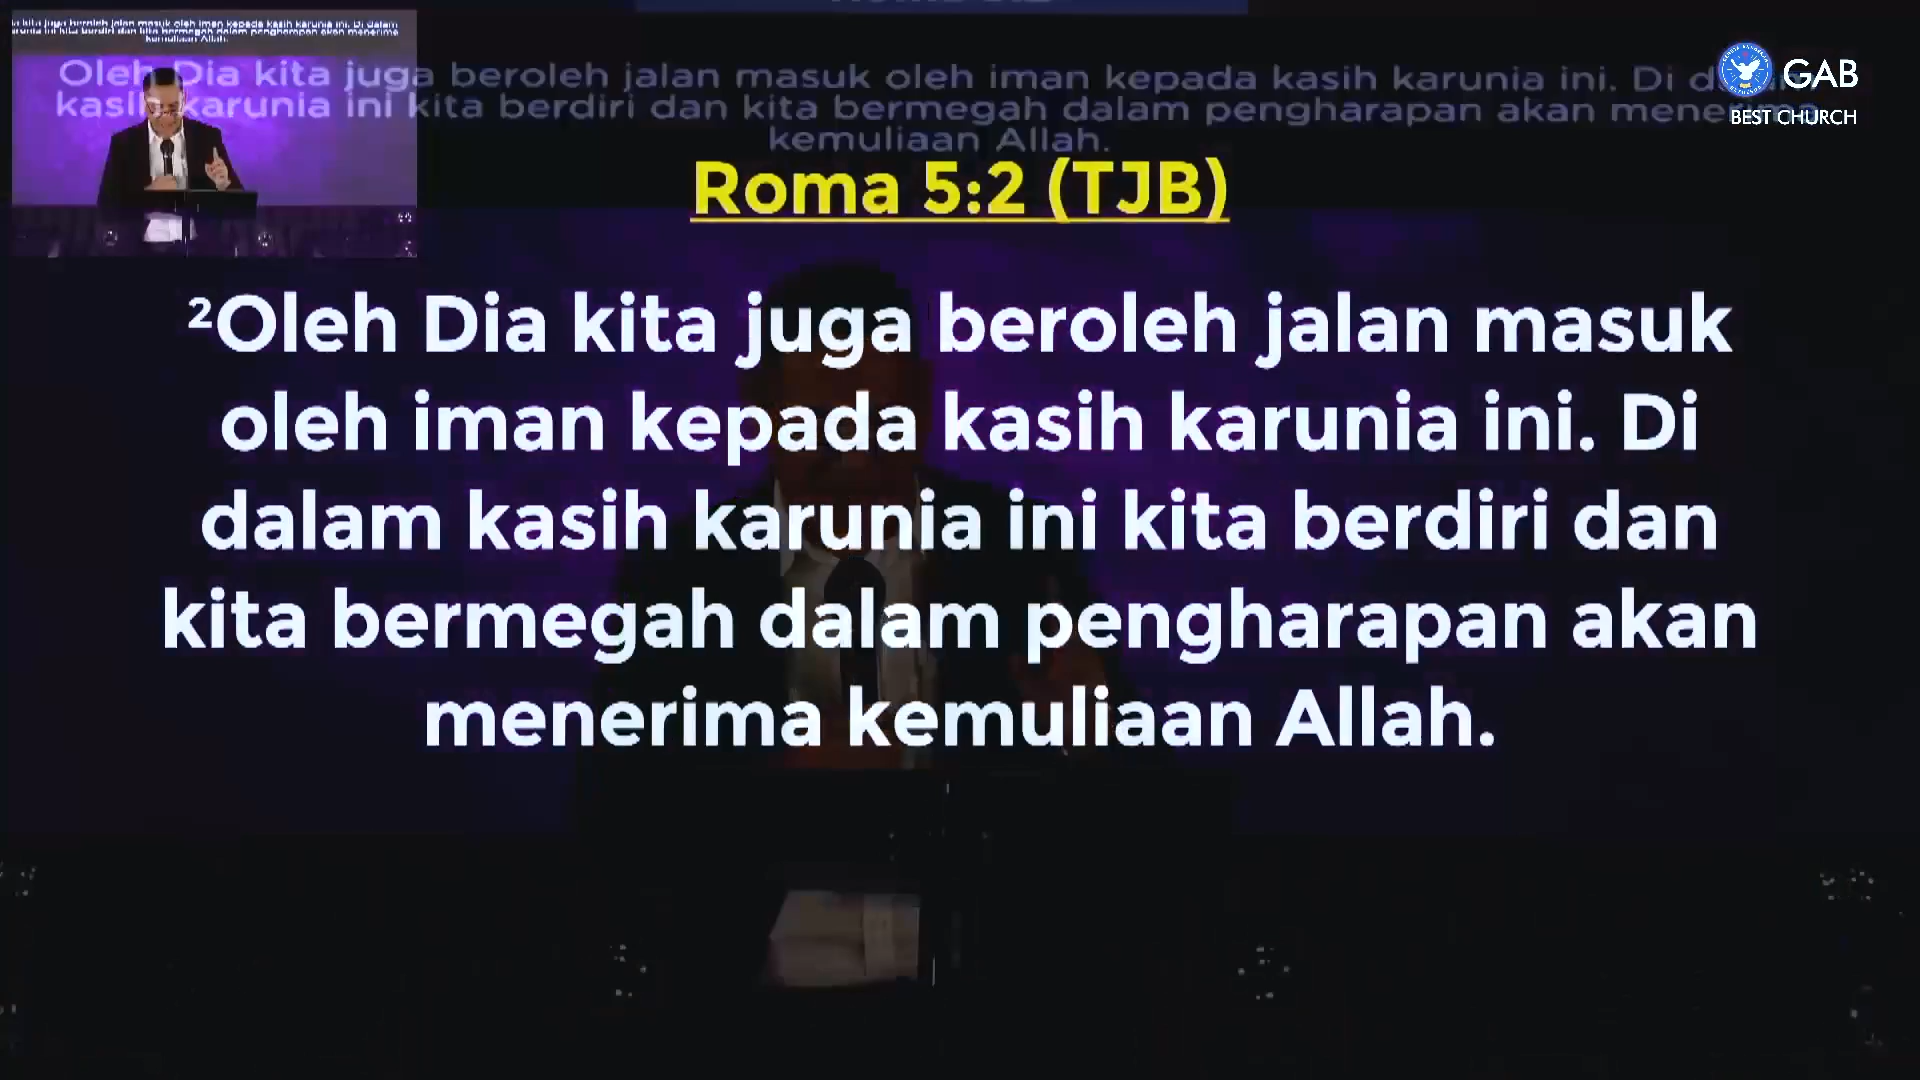 Oleh Dia kita juga beroleh jalan masuk oleh iman kepada kasih karunia ini. Di
kasih karunia ini kita berdiri dan kita bermegah dalam pengharapan akan menerima
kemuliaan Allah.
GAB
BEST CHURCH
Roma 5:2 (TJB)
²Oleh Dia kita juga beroleh jalan masuk
oleh iman kepada kasih karunia ini. Di
dalam kasih karunia ini kita berdiri dan
kita bermegah dalam pengharapan akan
menerima kemuliaan Allah.